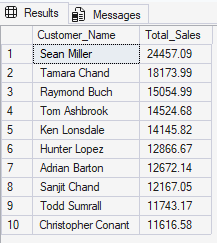 Results Messages
Customer_Name Total_Sales
1 Sean Miller 24457.09
2 Tamara Chand 18173.99
3 Raymond Buch 15054.99
4 Tom Ashbrook 14524.68
5 Ken Lonsdale 14145.82
6 Hunter Lopez 12866.67
7 Adrian Barton 12672.14
8 Sanjit Chand 12167.05
9 Todd Sumrall 11743.17
10 Christopher Conant 11616.58